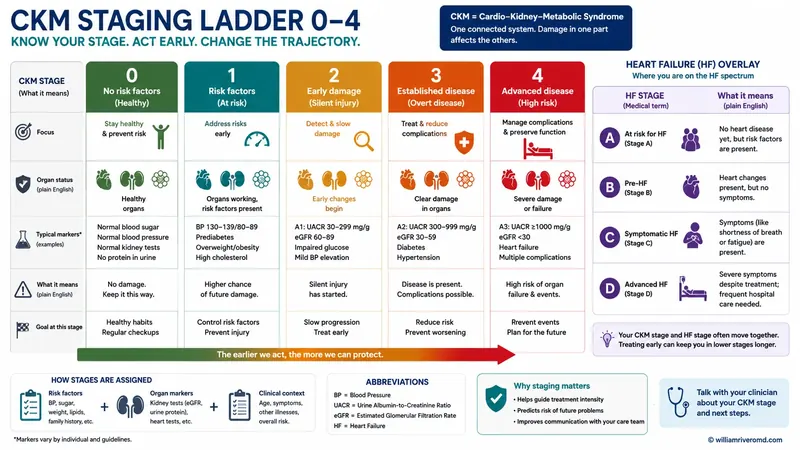 CKM STAGING LADDER 0–4
KNOW YOUR STAGE. ACT EARLY. CHANGE THE TRAJECTORY.
CKM = Cardio–Kidney–Metabolic Syndrome
One connected system. Damage in one part
affects the others.
CKM STAGE
(What it means)
0
No risk factors
(Healthy)
1
Risk factors
(At risk)
2
Early damage
(Silent injury)
3
Established disease
(Overt disease)
4
Advanced disease
(High risk)
Focus
Stay healthy
& prevent risk
Address risks
early
Detect & slow
damage
Treat & reduce
complications
Manage complications
& preserve function
Organ status
(plain English)
Healthy
organs
Organs working,
risk factors present
Early changes
begin
Clear damage
in organs
Severe damage
or failure
Typical markers*
(examples)
Normal blood sugar
Normal blood pressure
Normal kidney tests
No protein in urine
BP 130–139/80–89
Prediabetes
Overweight/obesity
High cholesterol
A1: UACR 30–299 mg/g
eGFR 60–89
Impaired glucose
Mild BP elevation
A2: UACR 300–999 mg/g
eGFR 30–59
Diabetes
Hypertension
A3: UACR ≥1000 mg/g
eGFR <30
Heart failure
Multiple complications
What it means
(plain English)
No damage.
Keep it this way.
Higher chance
of future damage.
Silent injury
has started.
Disease is present.
Complications possible.
High risk of organ
failure & events.
Goal at this stage
Healthy habits
Regular checkups
Control risk factors
Prevent injury
Slow progression
Treat early
Reduce risk
Prevent worsening
Prevent events
Plan for the future
The earlier we act, the more we can protect.
HEART FAILURE (HF) OVERLAY
Where you are on the HF spectrum
HF STAGE
(Medical term)
What it means
(plain English)
A
At risk for HF
(Stage A)
No heart disease
yet, but risk factors
are present.
B
Pre-HF
(Stage B)
Heart changes
present, but no
symptoms.
C
Symptomatic HF
(Stage C)
Symptoms (like
shortness of breath
or fatigue) are
present.
D
Advanced HF
(Stage D)
Severe symptoms
despite treatment;
frequent hospital
care needed.
Your CKM stage and HF stage often move together.
Treating early can keep you in lower stages longer.
HOW STAGES ARE ASSIGNED
Risk factors
BP, sugar,
weight, lipids,
family history, etc.
+
Organ markers
Kidney tests (eGFR,
urine protein),
heart tests, etc.
+
Clinical context
Age, symptoms,
other illnesses,
overall risk.
ABBREVIATIONS
BP = Blood Pressure
UACR = Urine Albumin-to-Creatinine Ratio
eGFR = Estimated Glomerular Filtration Rate
HF = Heart Failure
Why staging matters
• Helps guide treatment intensity
• Predicts risk of future problems
• Improves communication with your care team
Talk with your clinician
about your CKM stage
and next steps.
*Markers vary by individual and guidelines.
© williamriveromd.com